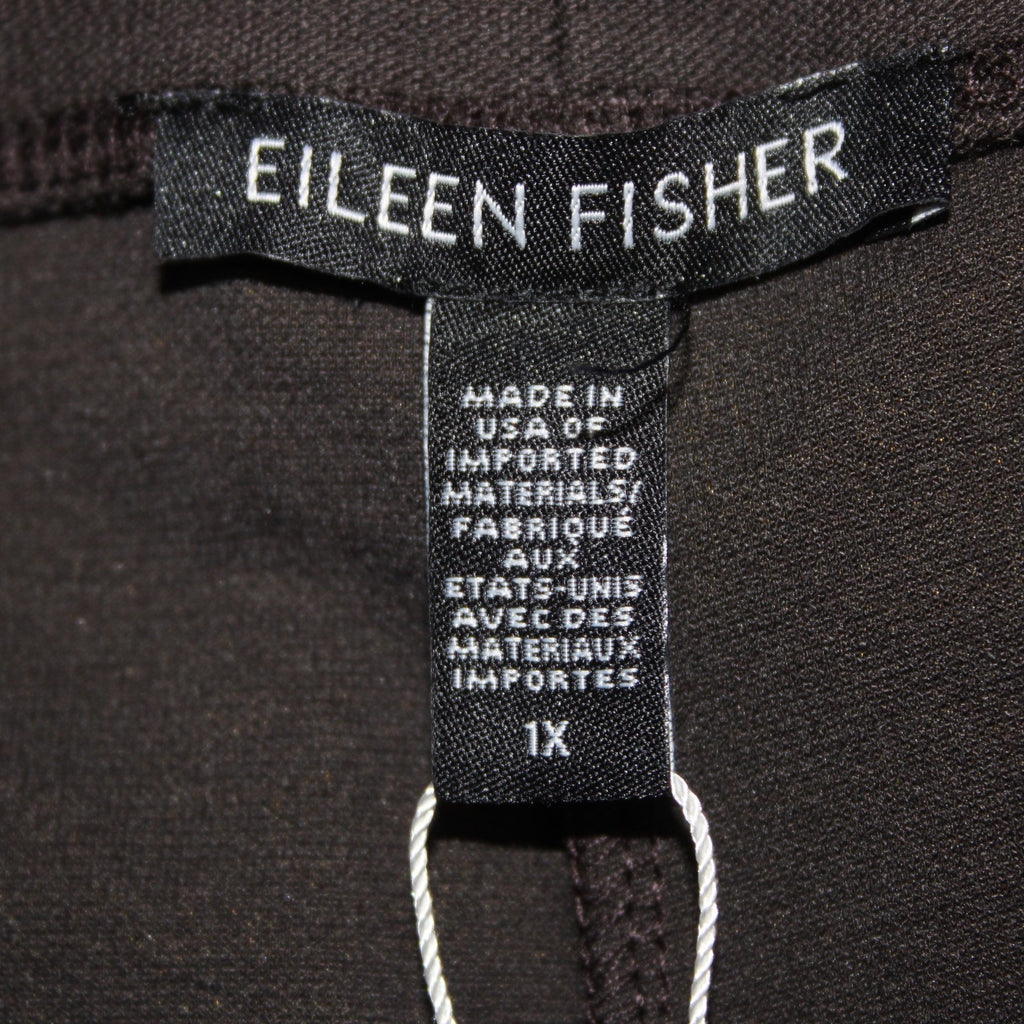 EILEEN FISHER
MADE IN
USA OF
IMPORTED
MATERIALS/
FABRIQUÉ
AUX
ETATS-UNIS
AVEC DES
MATERIAUX
IMPORTES
1X